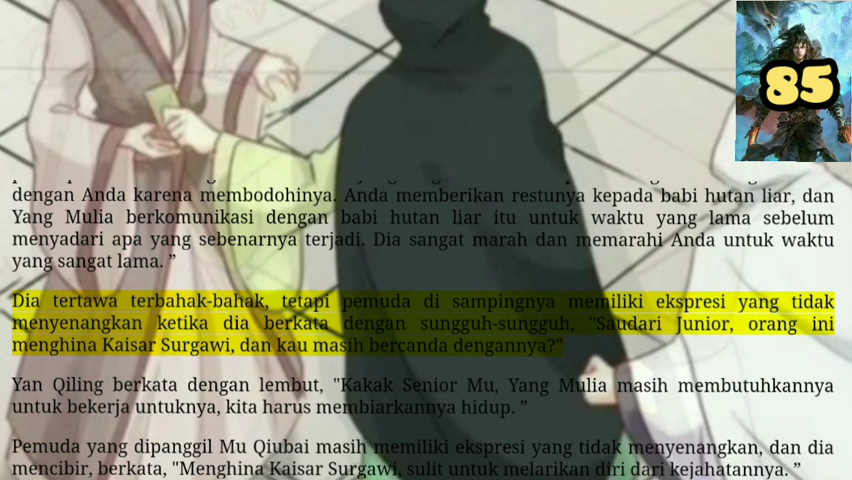 85
dengan Anda karena membodohinya. Anda memberikan restunya kepada babi hutan liar, dan
Yang Mulia berkomunikasi dengan babi hutan liar itu untuk waktu yang lama sebelum
menyadari apa yang sebenarnya terjadi. Dia sangat marah dan memarahi Anda untuk waktu
yang sangat lama. ”
Dia tertawa terbahak-bahak, tetapi pemuda di sampingnya memiliki ekspresi yang tidak
menyenangkan ketika dia berkata dengan sungguh-sungguh, "Saudari Junior, orang ini
menghina Kaisar Surgawi, dan kau masih bercanda dengannya?"
Yan Qiling berkata dengan lembut, "Kakak Senior Mu, Yang Mulia masih membutuhkannya
untuk bekerja untuknya, kita harus membiarkannya hidup. ”
Pemuda yang dipanggil Mu Qiubai masih memiliki ekspresi yang tidak menyenangkan, dan dia
mencibir, berkata, "Menghina Kaisar Surgawi, sulit untuk melarikan diri dari kejahatannya. ”